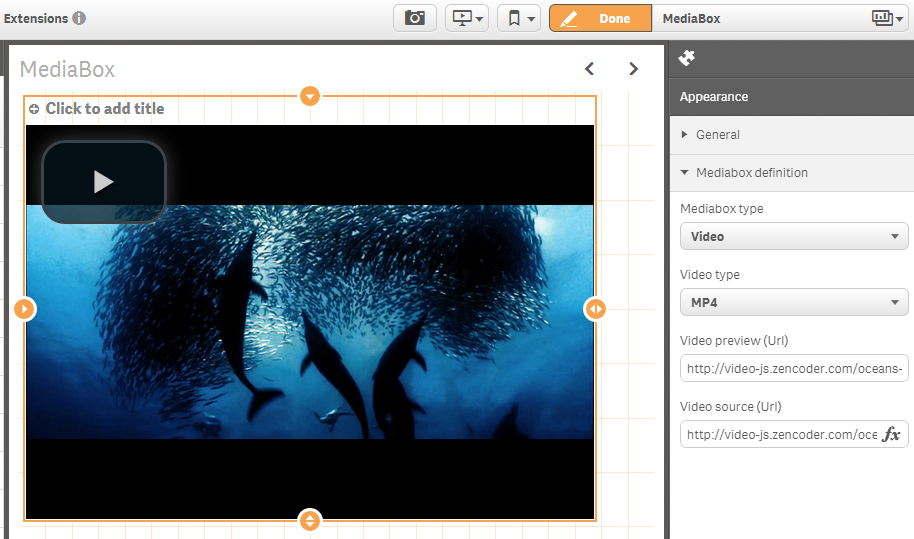 Extensions
Done
MediaBox
MediaBox
Click to add title
Appearance
General
Mediabox definition
Mediabox type
Video
Video type
MP4
Video preview (Url)
http://video-js.zencoder.com/oceans-
Video source (Url)
http://video-js.zencoder.com/oce fx